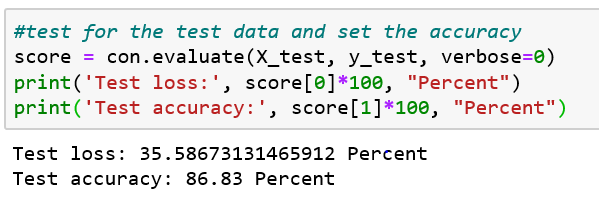 #test for the test data and set the accuracy
score = con.evaluate(X_test, y_test, verbose=0)
print('Test loss:', score[0]*100, "Percent")
print('Test accuracy:', score[1]*100, "Percent")
Test loss: 35.58673131465912 Percent
Test accuracy: 86.83 Percent